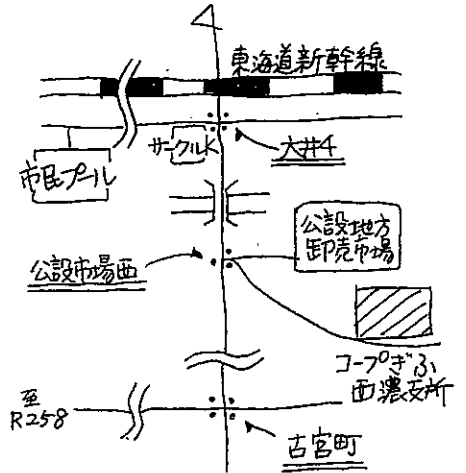 東海道新幹線
サークルK
大井4
市民プール
公設地方
卸売市場
公設市場西
コープぎふ
西濃支所
至
R258
古宮町